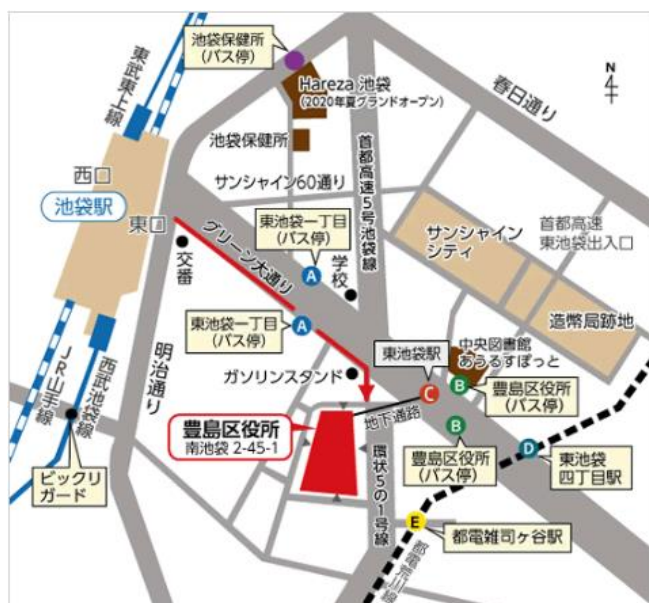 池袋保健所
(バス停)
Hareza 池袋
(2020年夏グランドオープン)
N
4
東武東上線
春日通り
池袋保健所
首都高速5号池袋線
サンシャイン60通り
西口
池袋駅
東口
グリーン大通り
東池袋一丁目
(バス停)
サンシャイン
シティ
首都高速
東池袋出入口
交番
A
学校
東池袋一丁目
(バス停)
A
造幣局跡地
中央図書館
あうるすぽっと
東池袋駅
明治通り
JR山手線
西武池袋線
ガソリンスタンド
C
B
豊島区役所
(バス停)
豊島区役所
南池袋 2-45-1
地下通路
B
豊島区役所
(バス停)
D
東池袋
四丁目駅
ビックリ
ガード
環状5の1号線
E
都電雑司ヶ谷駅
都電荒川線